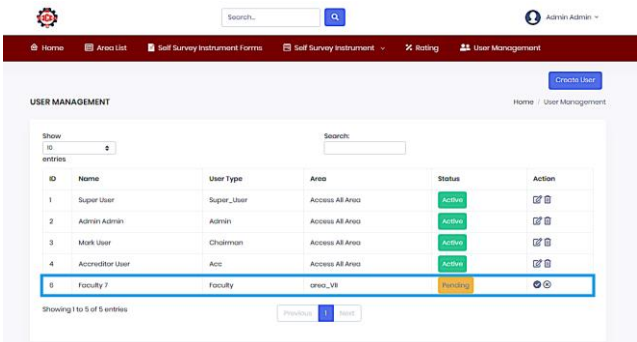 Search..
Admin Admin
Home Area List Self Survey Instrument Forms Self Survey Instrument Rating User Management
Create User
USER MANAGEMENT
Home / User Management
Show
10
entries
Search:
ID Name User Type Area Status Action
1 Super User Super_User Access All Area Active
2 Admin Admin Admin Access All Area Active
3 Mark User Chairman Access All Area Active
4 Accreditor User Acc Access All Area Active
6 Faculty 7 Faculty area_VII Pending
Showing 1 to 5 of 5 entries
Previous 1 Next